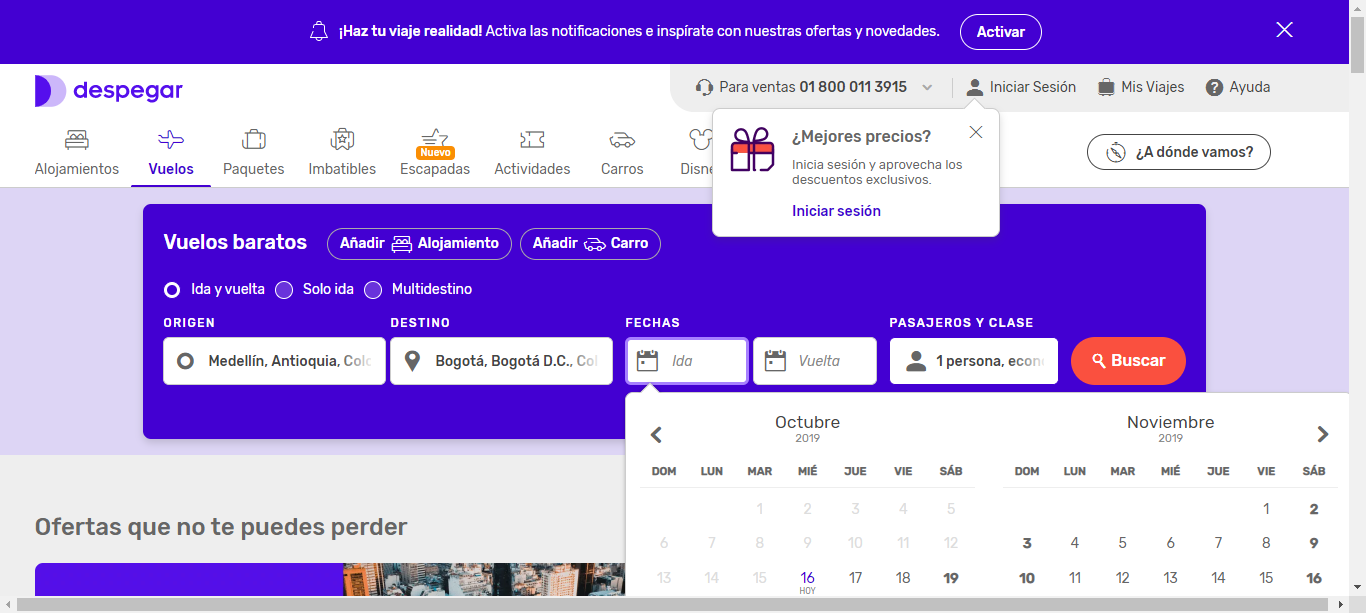 ¡Haz tu viaje realidad! Activa las notificaciones e inspírate con nuestras ofertas y novedades. Activar
despegar
Para ventas 01 800 011 3915 Iniciar Sesión Mis Viajes Ayuda
Alojamientos Vuelos Paquetes Imbatibles Nuevo Escapadas Actividades Carros
¿A dónde vamos?
¿Mejores precios?
Inicia sesión y aprovecha los
descuentos exclusivos.
Iniciar sesión
Vuelos baratos Añadir Alojamiento Añadir Carro
Ida y vuelta Solo ida Multidestino
ORIGEN DESTINO FECHAS PASAJEROS Y CLASE
Medellín, Antioquia, Bogotá, Bogotá D.C., Ida Vuelta 1 persona, Buscar
Octubre Noviembre
2019 2019
DOM LUN MAR MIÉ JUE VIE SÁB DOM LUN MAR MIÉ JUE VIE SÁB
1 2 3 4 5 1 2
6 7 8 9 10 11 12 3 4 5 6 7 8 9
13 14 15 16 17 18 19 10 11 12 13 14 15 16
HOY
Ofertas que no te puedes perder